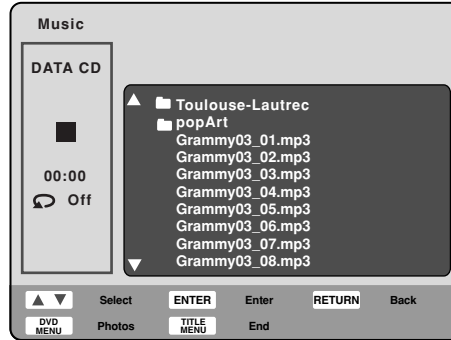 Music
DATA CD
00:00
Off
Toulouse-Lautrec
popArt
Grammy03_01.mp3
Grammy03_02.mp3
Grammy03_03.mp3
Grammy03_04.mp3
Grammy03_05.mp3
Grammy03_06.mp3
Grammy03_07.mp3
Grammy03_08.mp3
Select ENTER Enter RETURN Back
DVD MENU Photos TITLE MENU End